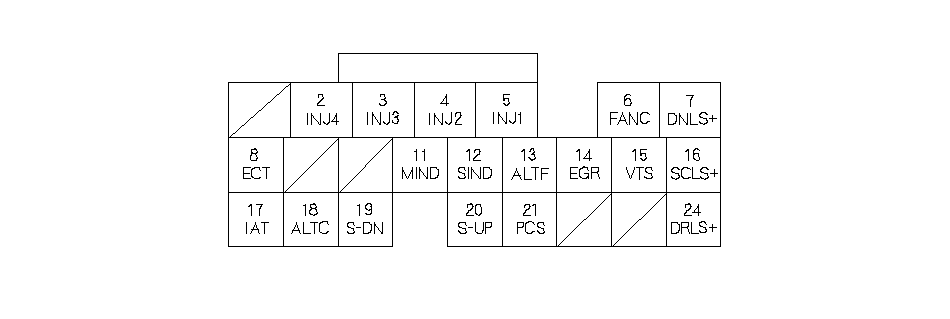 2 3 4 5 6 7
INJ4 INJ3 INJ2 INJ1 FANC DNLS+
8 11 12 13 14 15 16
ECT MIND SIND ALTF EGR VTS SCLS+
17 18 19 20 21 24
IAT ALTC S-DN S-UP PCS DRLS+